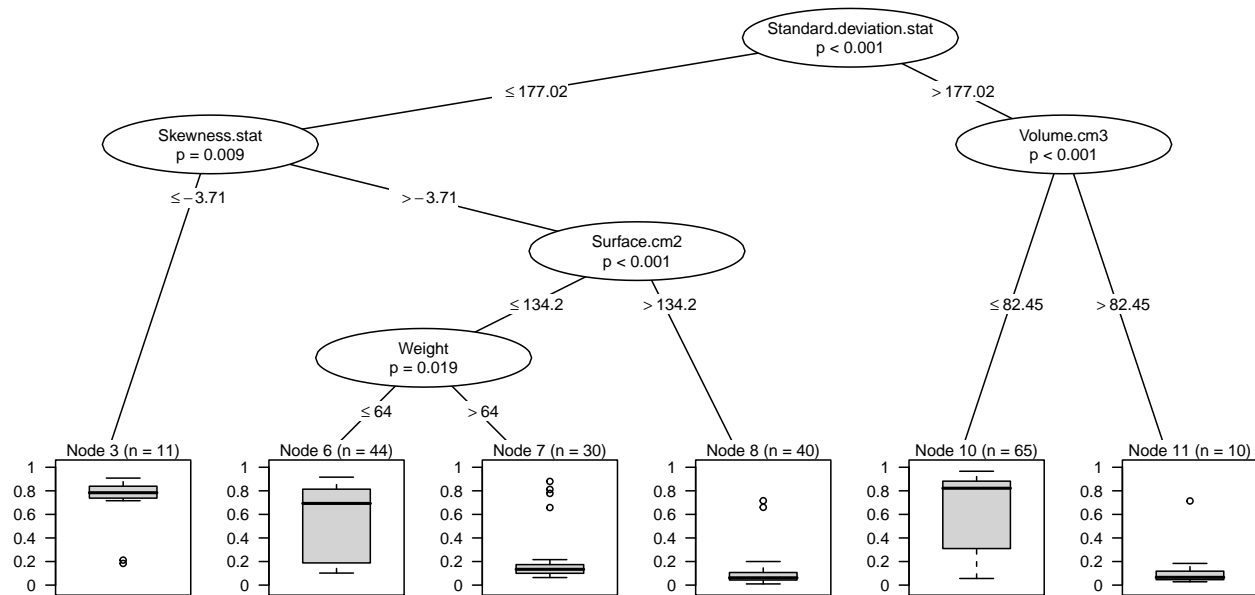 Standard.deviation.stat
p < 0.001
≤ 177.02
> 177.02
Skewness.stat
p = 0.009
Volume.cm3
p < 0.001
≤ −3.71
> −3.71
Surface.cm2
p < 0.001
≤ 134.2
> 134.2
≤ 82.45
> 82.45
Weight
p = 0.019
≤ 64
> 64
Node 3 (n = 11)
0
0.2
0.4
0.6
0.8
1
Node 6 (n = 44)
0
0.2
0.4
0.6
0.8
1
Node 7 (n = 30)
0
0.2
0.4
0.6
0.8
1
Node 8 (n = 40)
0
0.2
0.4
0.6
0.8
1
Node 10 (n = 65)
0
0.2
0.4
0.6
0.8
1
Node 11 (n = 10)
0
0.2
0.4
0.6
0.8
1